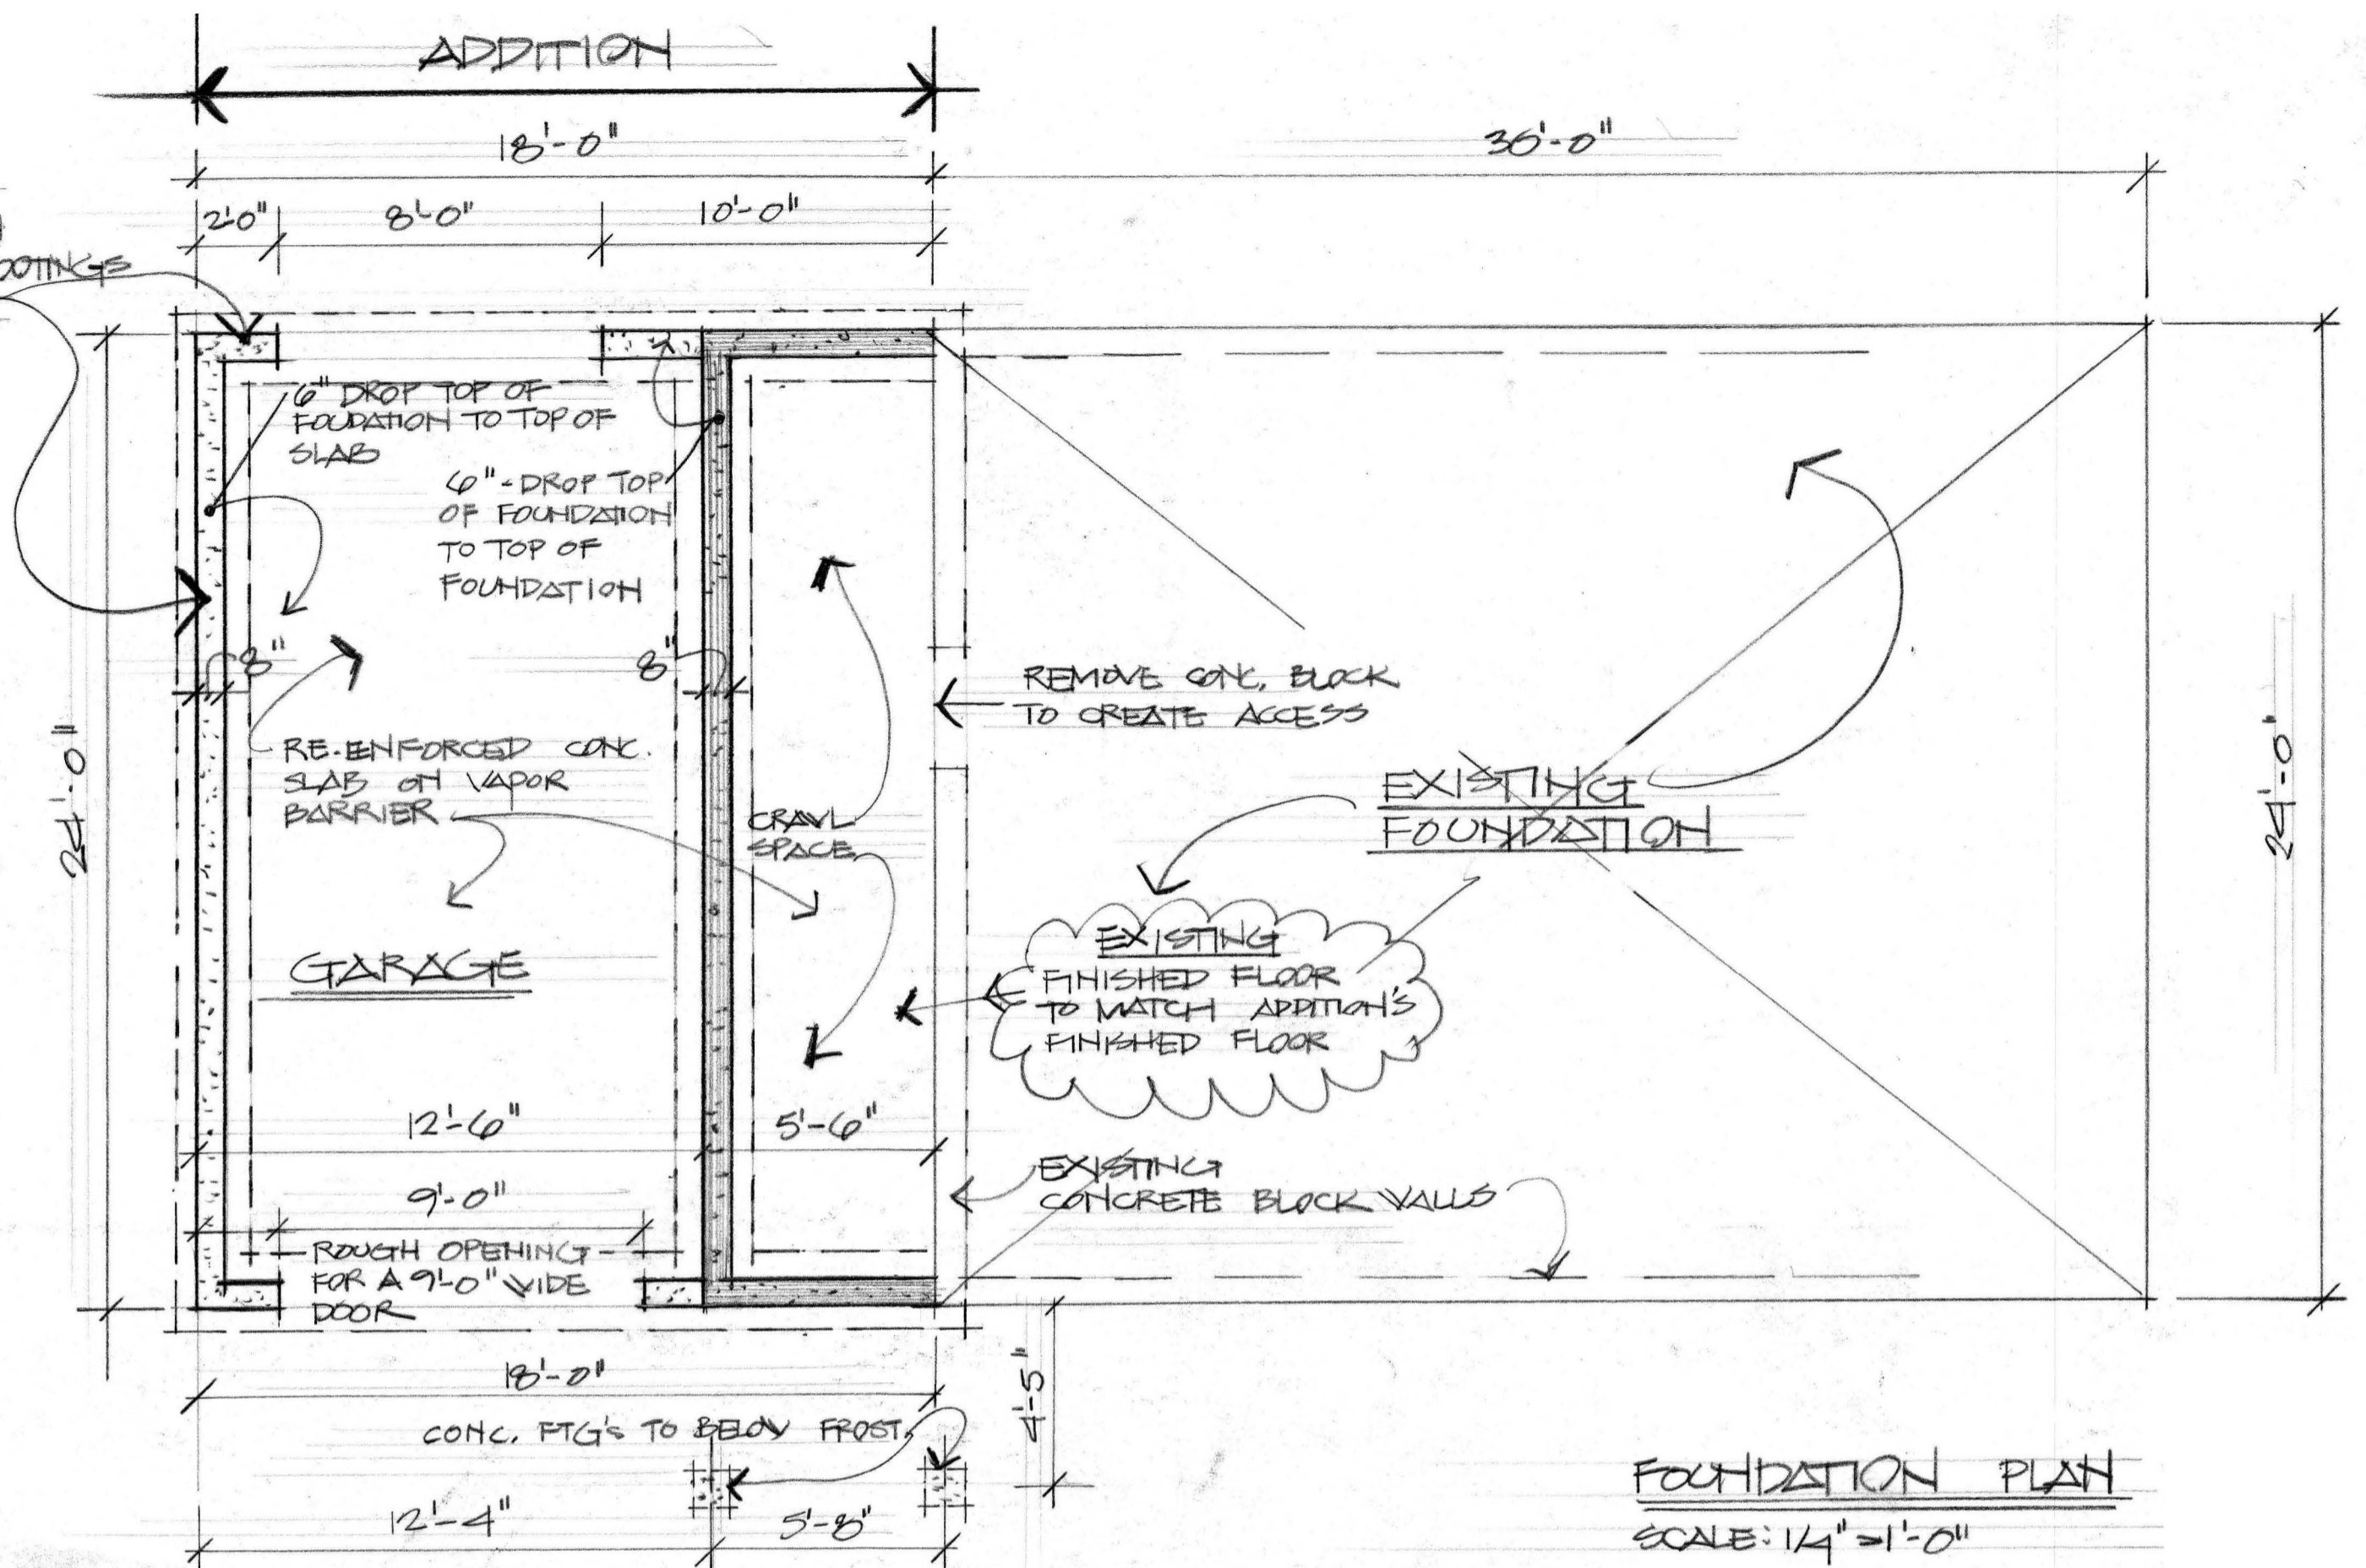 ADDITION
18'-0"
36'-0"
2'-0"
8'-0"
10'-0"
OOTINGS
6" DROP TOP OF
FOUDATION TO TOP OF
SLAB
6"-DROP TOP
OF FOUNDATION
TO TOP OF
FOUNDATION
8"
8"
REMOVE CONC. BLOCK
TO CREATE ACCESS
24'-0"
RE-ENFORCED CONC.
SLAB ON VAPOR
BARRIER
CRAWL
SPACE
EXISTING
FOUNDATION
24'-0"
GARAGE
EXISTING
FINISHED FLOOR
TO MATCH ADDITION'S
FINISHED FLOOR
12'-6"
5'-6"
EXISTING
CONCRETE BLOCK WALLS
9'-0"
ROUGH OPENING
FOR A 9'-0" WIDE
DOOR
18'-0"
4'-5"
CONC. FTG'S TO BELOW FROST.
12'-4"
5'-8"
FOUNDATION PLAN
SCALE: 1/4" = 1'-0"